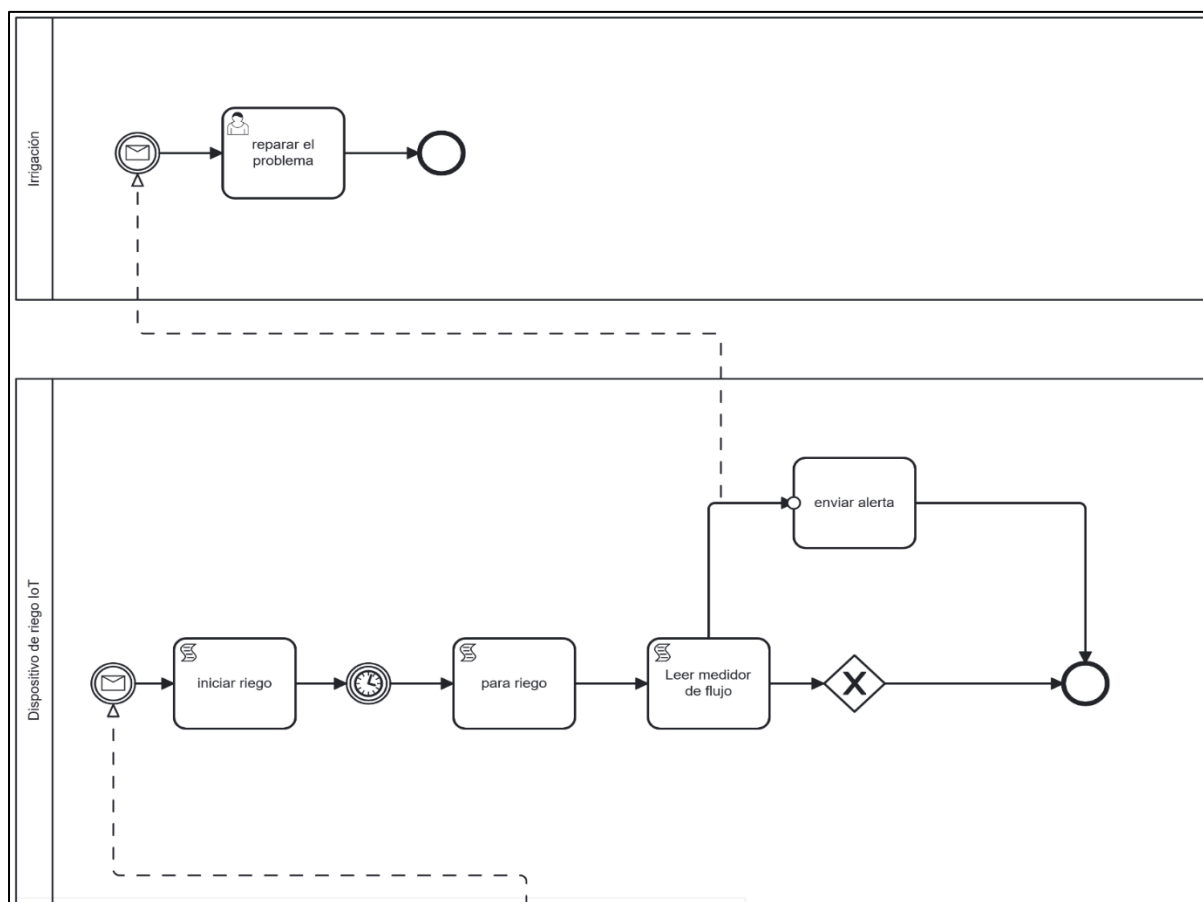 Irrigación
reparar el
problema
Dispositivo de riego IoT
enviar alerta
iniciar riego
para riego
Leer medidor
de flujo